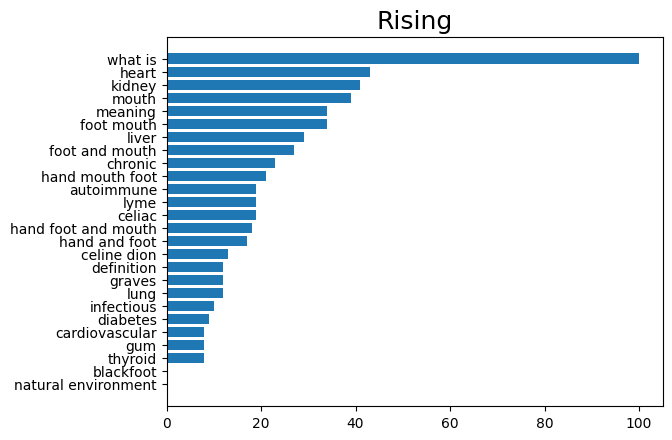 Rising
what is
heart
kidney
mouth
meaning
foot mouth
liver
foot and mouth
chronic
hand mouth foot
autoimmune
lyme
celiac
hand foot and mouth
hand and foot
celine dion
definition
graves
lung
infectious
diabetes
cardiovascular
gum
thyroid
blackfoot
natural environment
0 20 40 60 80 100